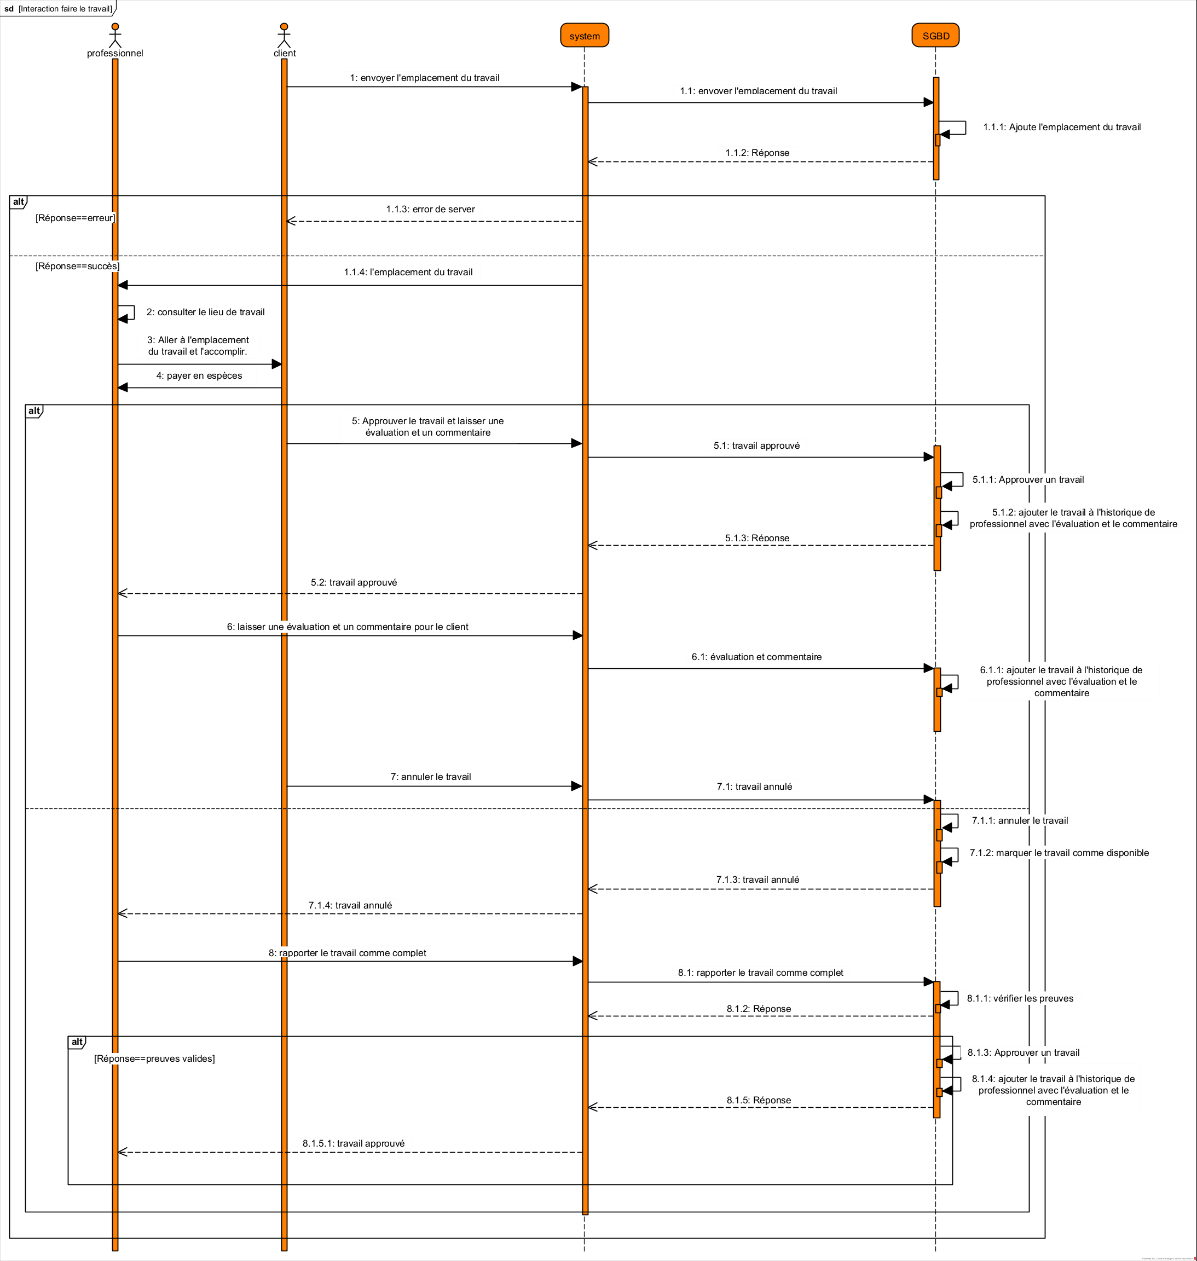 sd [Interaction faire le travail]
professionnel
client
system
SGBD
1: envoyer l'emplacement du travail
1.1: envoyer l'emplacement du travail
1.1.1: Ajoute l'emplacement du travail
1.1.2: Réponse
alt
1.1.3: error de server
[Réponse==erreur]
[Réponse==succès]
1.1.4: l'emplacement du travail
2: consulter le lieu de travail
3: Aller à l'emplacement
du travail et l'accomplir.
4: payer en espèces
alt
5: Approuver le travail et laisser une
évaluation et un commentaire
5.1: travail approuvé
5.1.1: Approuver un travail
5.1.2: ajouter le travail à l'historique de
professionnel avec l'évaluation et le commentaire
5.1.3: Réponse
5.2: travail approuvé
6: laisser une évaluation et un commentaire pour le client
6.1: évaluation et commentaire
6.1.1: ajouter le travail à l'historique de
professionnel avec l'évaluation et le
commentaire
7: annuler le travail
7.1: travail annulé
7.1.1: annuler le travail
7.1.2: marquer le travail comme disponible
7.1.3: travail annulé
7.1.4: travail annulé
8: rapporter le travail comme complet
8.1: rapporter le travail comme complet
8.1.1: vérifier les preuves
8.1.2: Réponse
alt
[Réponse==preuves valides]
8.1.3: Approuver un travail
8.1.4: ajouter le travail à l'historique de
professionnel avec l'évaluation et le
commentaire
8.1.5: Réponse
8.1.5.1: travail approuvé